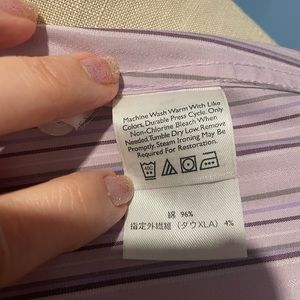 Machine Wash Warm With Like
Colors, Durable Press Cycle. Only
Non-Chlorine Bleach When
Needed. Tumble Dry Low. Remove
Promptly. Steam Ironing May Be
Required For Restoration.
綿 96%
指定外繊維（ダウXLA） 4%